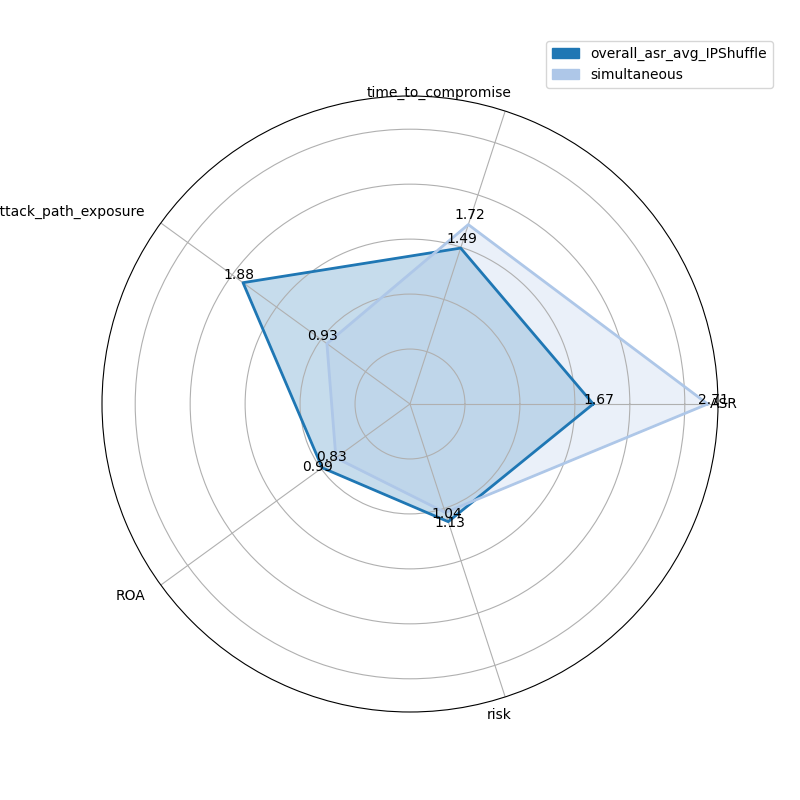 overall_asr_avg_IPShuffle
simultaneous
time_to_compromise
ttack_path_exposure
1.72
1.49
1.88
0.93
1.67
2.71
ASR
0.83
0.99
1.04
1.13
ROA
risk